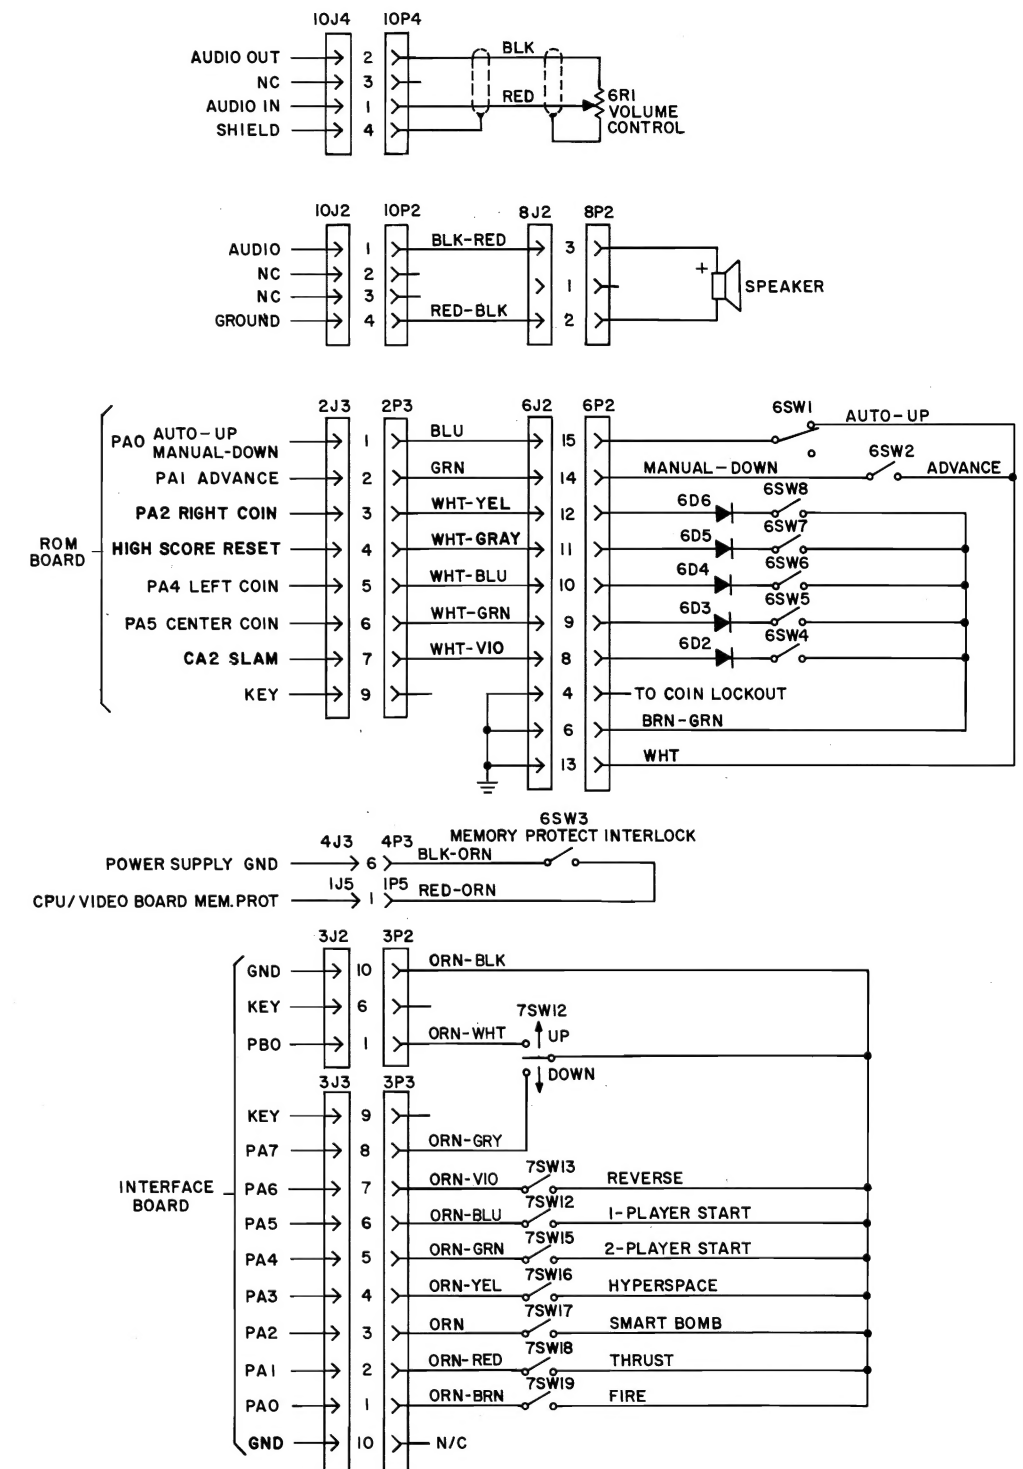 10J4 10P4
AUDIO OUT 2 BLK
NC 3
AUDIO IN 1 RED 6R1
VOLUME
CONTROL
SHIELD 4
10J2 10P2 8J2 8P2
AUDIO 1 BLK-RED 3
NC 2
+
NC 3 1 SPEAKER
GROUND 4 RED-BLK 2
2J3 2P3 6J2 6P2
6SW1 AUTO-UP
PA0 AUTO-UP
MANUAL-DOWN 1 BLU 15
6SW2
PA1 ADVANCE 2 GRN 14 MANUAL-DOWN ADVANCE
PA2 RIGHT COIN 3 WHT-YEL 12 6D6 6SW8
HIGH SCORE RESET 4 WHT-GRAY 11 6D5 6SW7
ROM
BOARD
PA4 LEFT COIN 5 WHT-BLU 10 6D4 6SW6
PA5 CENTER COIN 6 WHT-GRN 9 6D3 6SW5
CA2 SLAM 7 WHT-VIO 8 6D2 6SW4
KEY 9 4 TO COIN LOCKOUT
6 BRN-GRN
13 WHT
6SW3
MEMORY PROTECT INTERLOCK
4J3 4P3
POWER SUPPLY GND 6 BLK-ORN
1J5 1P5
CPU/VIDEO BOARD MEM.PROT 1 RED-ORN
3J2 3P2
GND 10 ORN-BLK
KEY 6
7SW12
PB0 1 ORN-WHT UP
DOWN
3J3 3P3
KEY 9
PA7 8 ORN-GRY
INTERFACE
BOARD
PA6 7 ORN-VIO 7SW13 REVERSE
PA5 6 ORN-BLU 7SW12 1-PLAYER START
PA4 5 ORN-GRN 7SW15 2-PLAYER START
PA3 4 ORN-YEL 7SW16 HYPERSPACE
PA2 3 ORN 7SW17 SMART BOMB
PA1 2 ORN-RED 7SW18 THRUST
PA0 1 ORN-BRN 7SW19 FIRE
GND 10 N/C